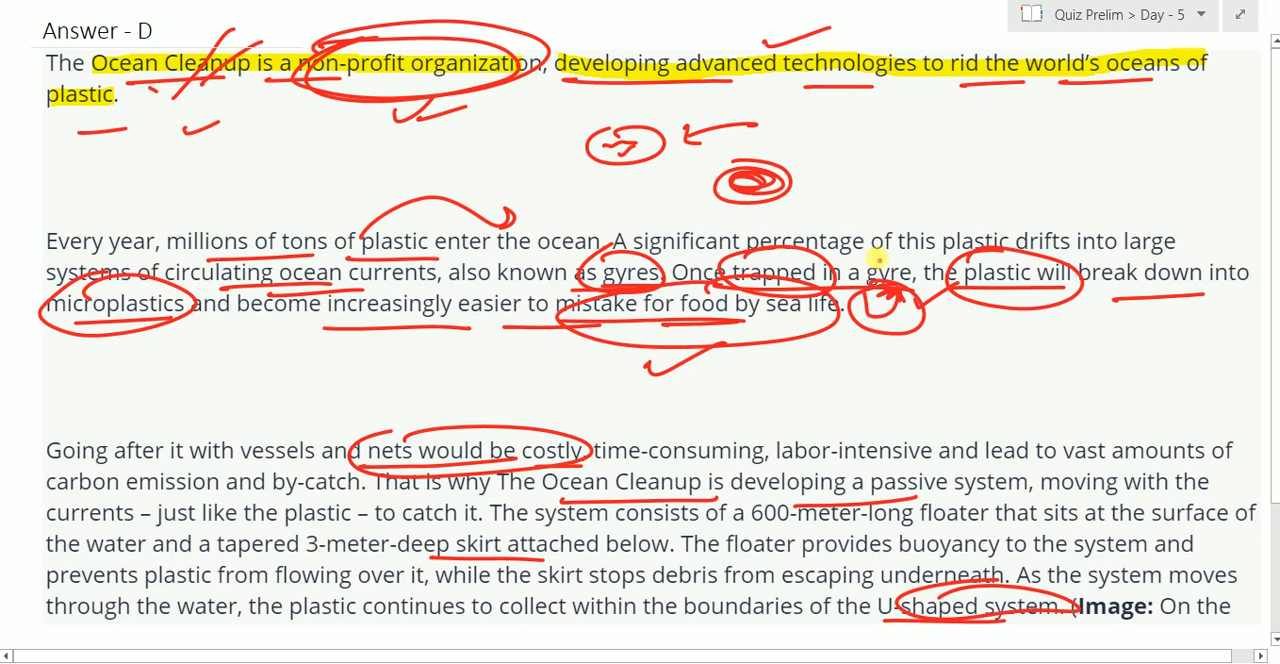 Quiz Prelim > Day - 5
Answer - D
The Ocean Cleanup is a non-profit organization, developing advanced technologies to rid the world's oceans of
plastic.
Every year, millions of tons of plastic enter the ocean. A significant percentage of this plastic drifts into large
systems of circulating ocean currents, also known as gyres. Once trapped in a gyre, the plastic will break down into
microplastics and become increasingly easier to mistake for food by sea life.
Going after it with vessels and nets would be costly, time-consuming, labor-intensive and lead to vast amounts of
carbon emission and by-catch. That is why The Ocean Cleanup is developing a passive system, moving with the
currents – just like the plastic – to catch it. The system consists of a 600-meter-long floater that sits at the surface of
the water and a tapered 3-meter-deep skirt attached below. The floater provides buoyancy to the system and
prevents plastic from flowing over it, while the skirt stops debris from escaping underneath. As the system moves
through the water, the plastic continues to collect within the boundaries of the U-shaped system. (Image: On the